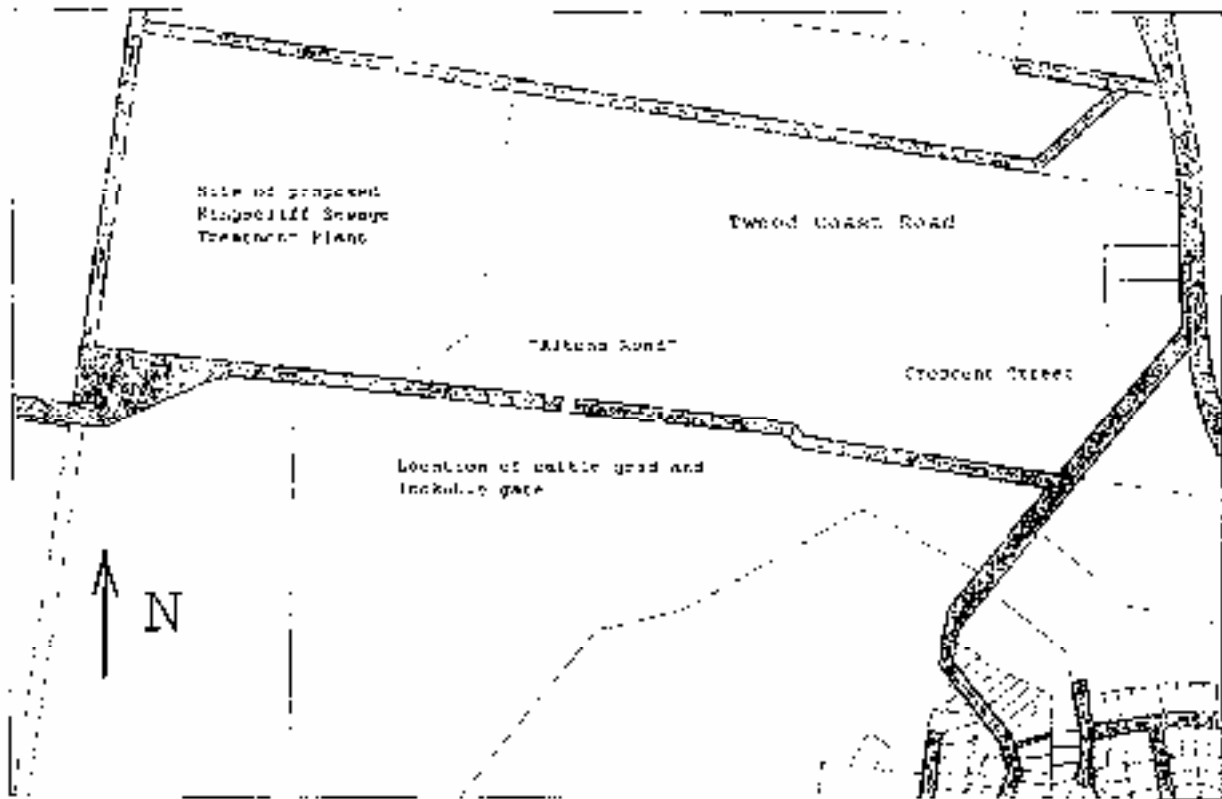 Site of proposed
Kingscliff Sewage
Treatment Plant
Tweed Coast Road
"Altona Road"
Crescent Street
Location of cattle grid and
lockable gate
N